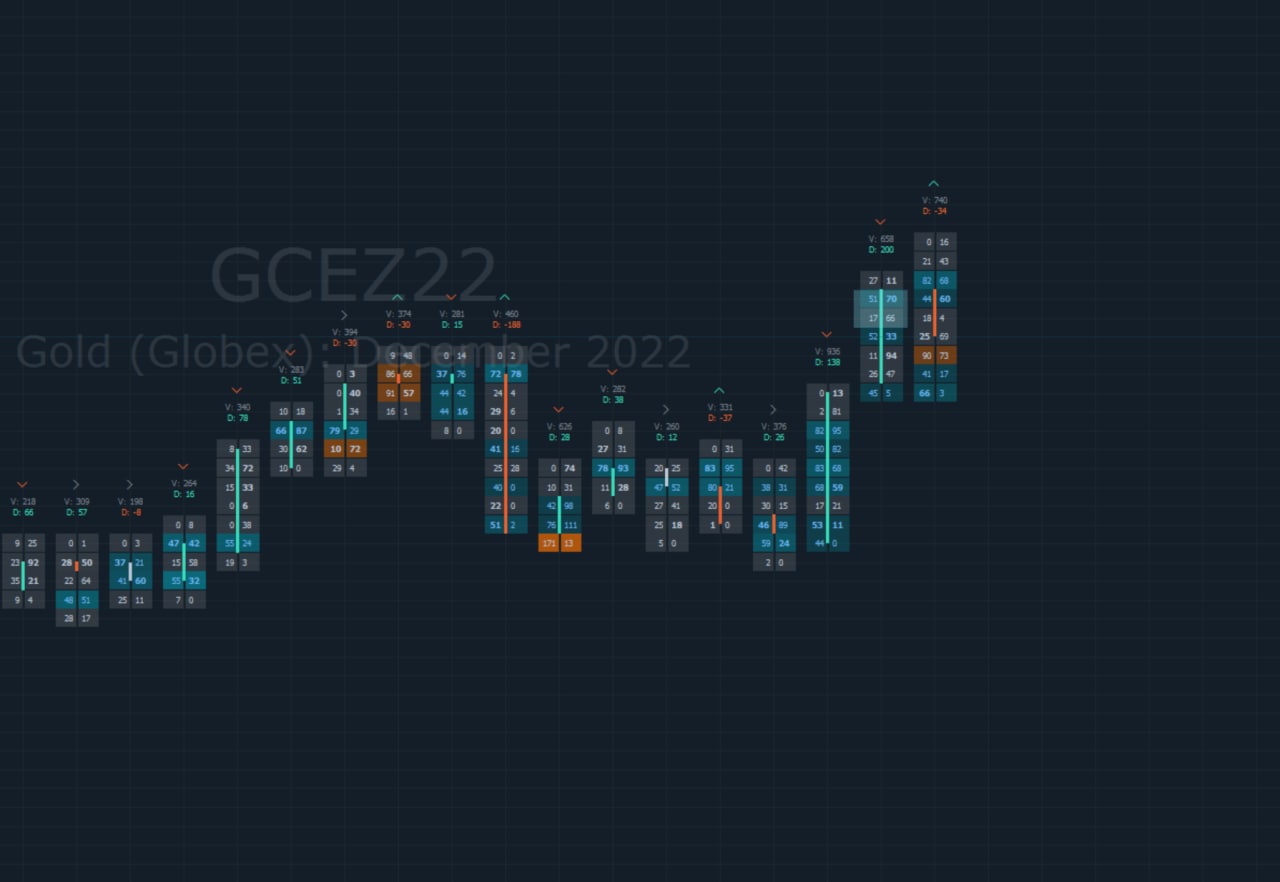 GCEZ22
Gold (Globex): December 2022
V: 218
D: 66
9 25
23 92
35 21
9 4
V: 309
D: 57
0 1
28 50
22 64
48 51
28 17
V: 198
D: -8
0 3
37 21
41 60
25 11
V: 264
D: 16
0 8
47 42
15 58
55 32
7 0
V: 340
D: 78
8 33
34 72
15 33
0 6
0 38
55 24
19 3
V: 283
D: 51
10 18
66 87
30 62
10 0
V: 394
D: -30
0 3
0 40
1 34
79 29
10 72
29 4
V: 374
D: -30
9 48
86 66
91 57
16 1
V: 281
D: 15
0 14
37 76
44 42
44 16
8 0
V: 460
D: -188
0 2
72 78
24 4
29 6
20 0
41 16
25 28
40 0
22 0
51 2
V: 626
D: 28
0 74
10 31
42 98
76 111
171 13
V: 282
D: 38
0 8
27 31
78 93
11 28
6 0
V: 260
D: 12
20 25
47 52
27 41
25 18
5 0
V: 331
D: -37
0 31
83 95
80 21
20 0
1 0
V: 376
D: 26
0 42
38 31
30 15
46 89
59 24
2 0
V: 936
D: 138
0 13
2 81
82 95
50 82
83 68
68 59
17 21
53 11
44 0
V: 658
D: 200
27 11
51 70
17 66
52 33
11 94
26 47
45 5
V: 740
D: -34
0 16
21 43
82 68
44 60
18 4
25 69
90 73
41 17
66 3